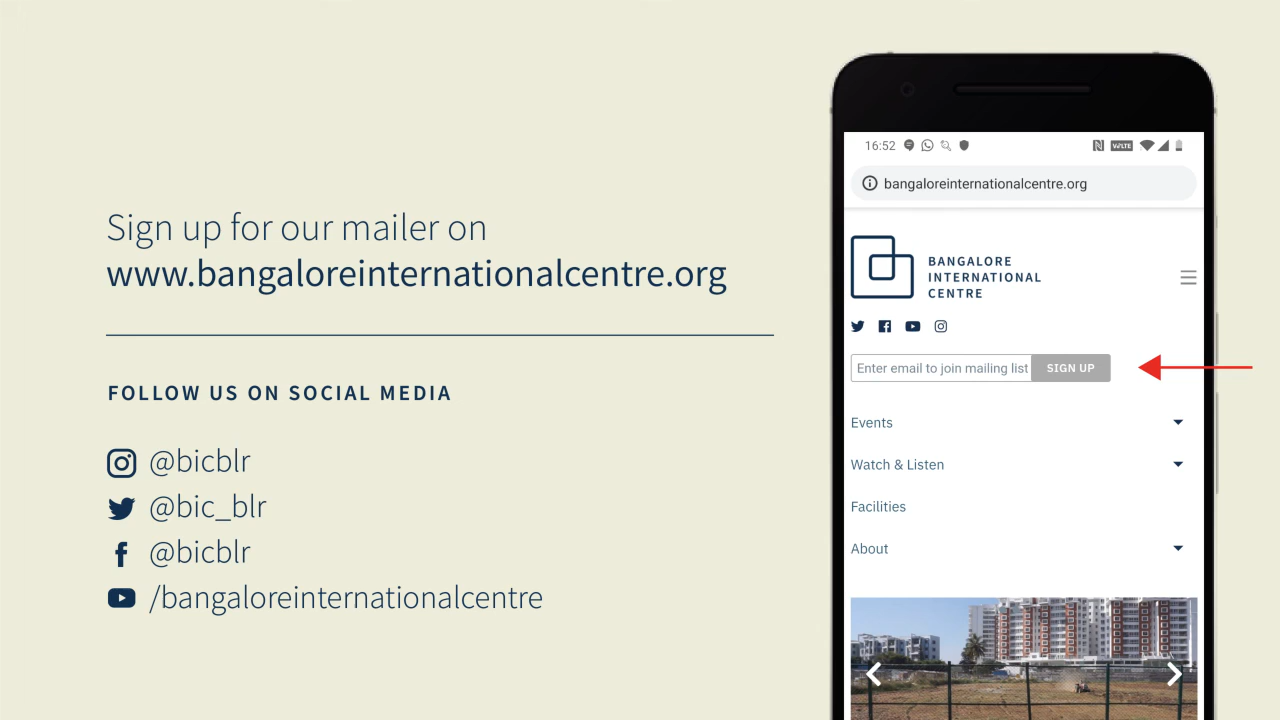 Sign up for our mailer on
www.bangaloreinternationalcentre.org
FOLLOW US ON SOCIAL MEDIA
@bicblr
@bic_blr
@bicblr
/bangaloreinternationalcentre
16:52
VoLTE
bangaloreinternationalcentre.org
BANGALORE
INTERNATIONAL
CENTRE
Enter email to join mailing list SIGN UP
Events
Watch & Listen
Facilities
About